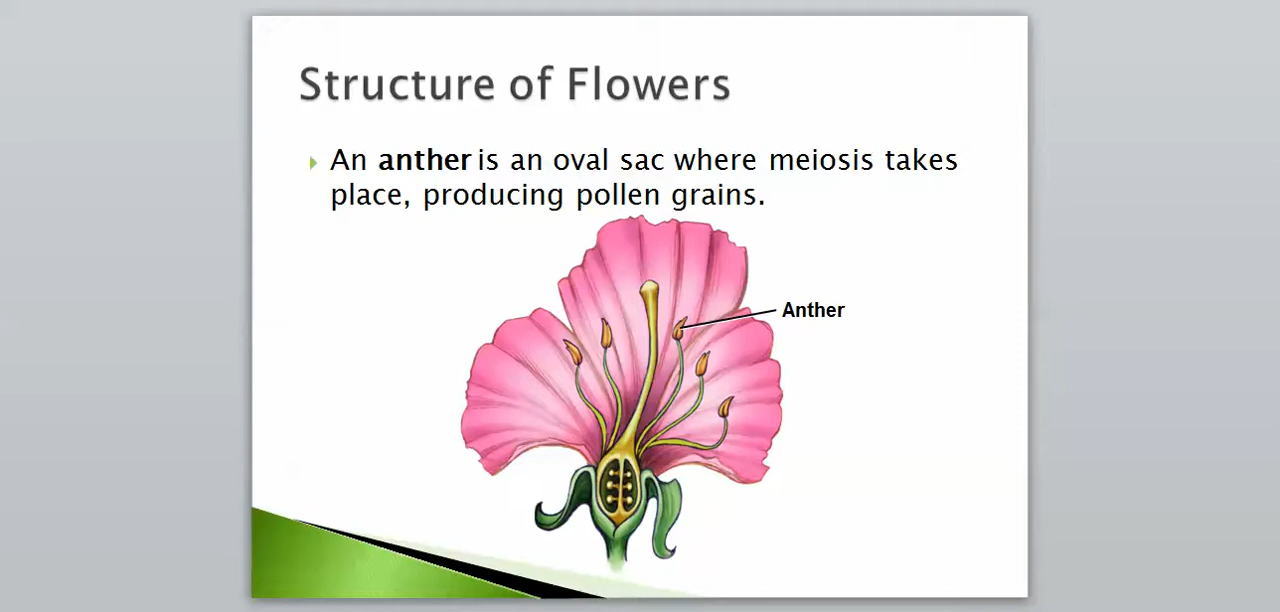 Structure of Flowers
An anther is an oval sac where meiosis takes
place, producing pollen grains.
Anther